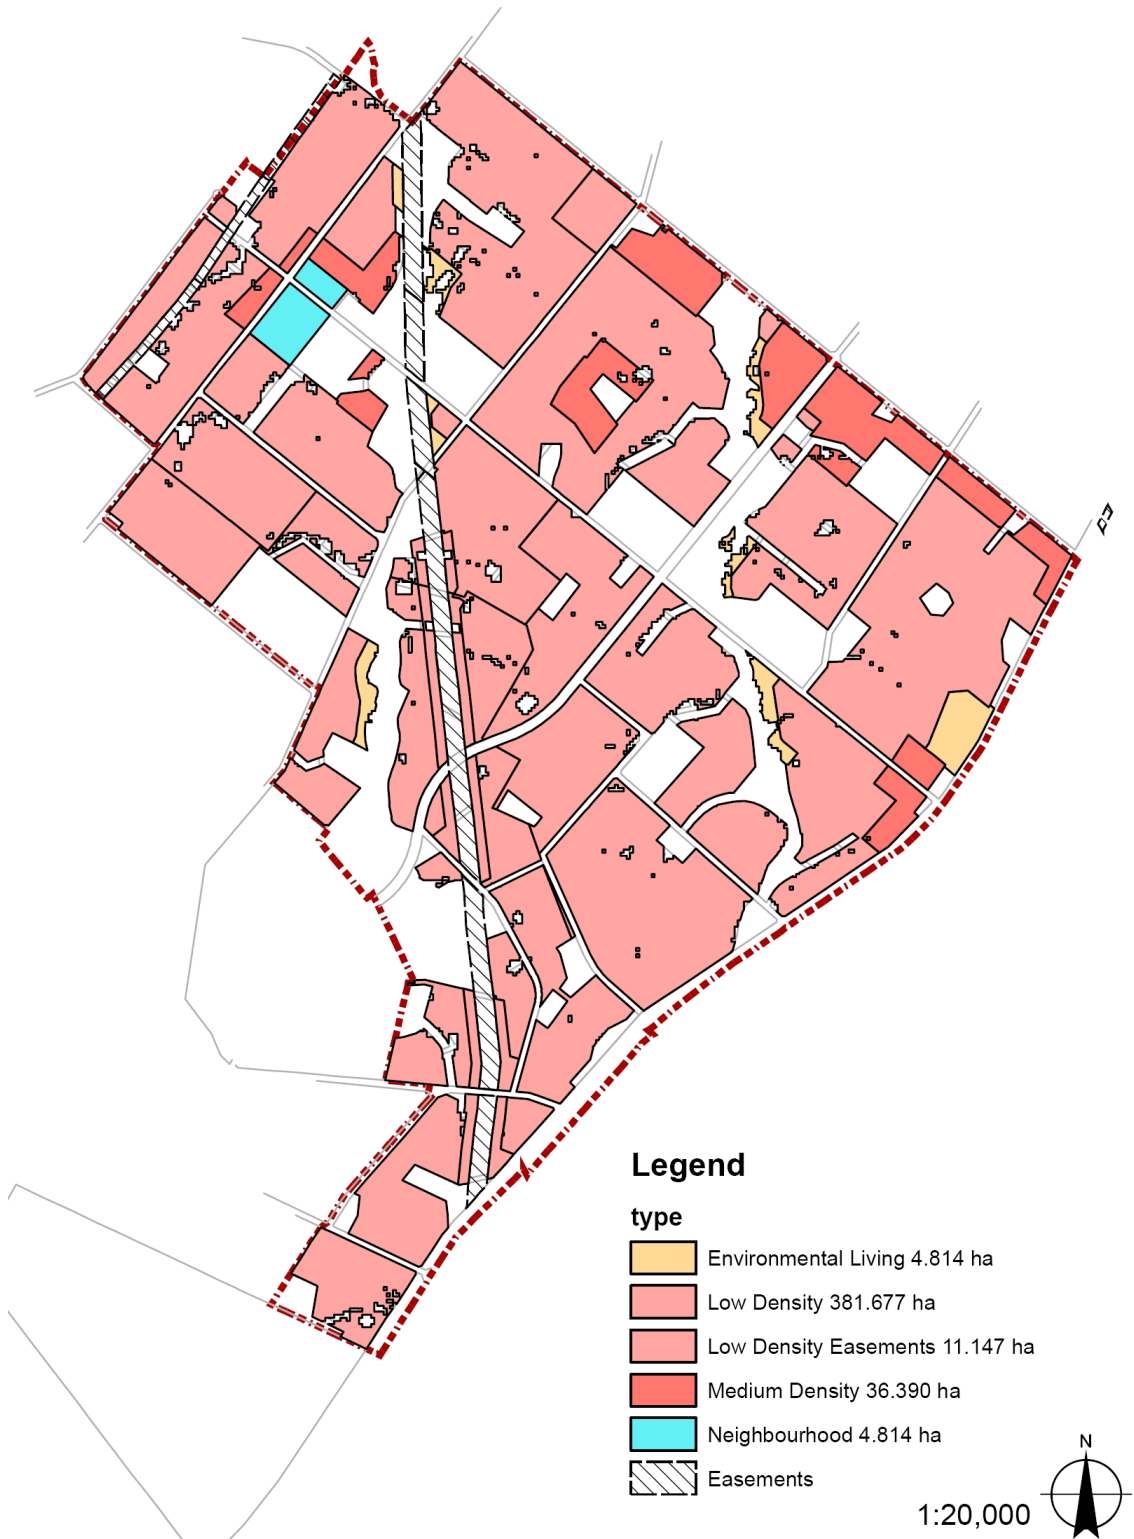 Legend
type
Environmental Living 4.814 ha
Low Density 381.677 ha
Low Density Easements 11.147 ha
Medium Density 36.390 ha
Neighbourhood 4.814 ha
Easements
N
1:20,000